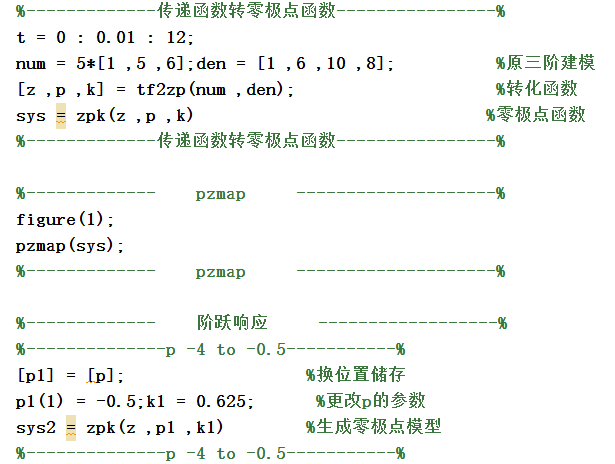 %-------------传递函数转零极点函数----------------%
t = 0 : 0.01 : 12;
num = 5*[1 ,5 ,6];den = [1 ,6 ,10 ,8]; %原三阶建模
[z ,p ,k] = tf2zp(num ,den); %转化函数
sys = zpk(z ,p ,k) %零极点函数
%-------------传递函数转零极点函数----------------%
%------------- pzmap --------------------%
figure(1);
pzmap(sys);
%------------- pzmap --------------------%
%------------- 阶跃响应 ------------------%
%--------------p -4 to -0.5-----------%
[p1] = [p]; %换位置储存
p1(1) = -0.5;k1 = 0.625; %更改p的参数
sys2 = zpk(z ,p1 ,k1) %生成零极点模型
%--------------p -4 to -0.5-----------%